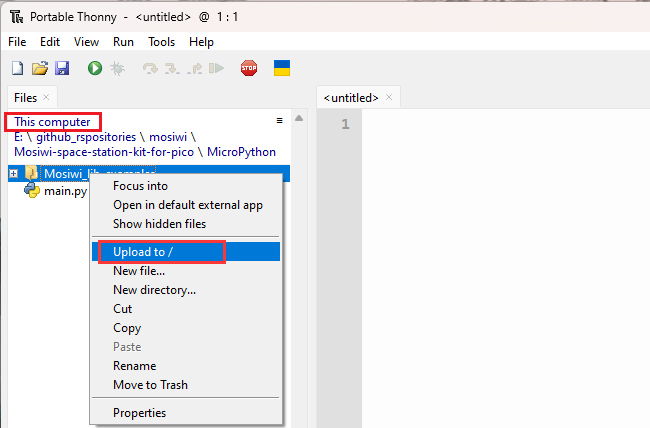 Portable Thonny - <untitled> @ 1 : 1
File Edit View Run Tools Help
STOP
Files × <untitled> ×
This computer ≡
E: \ github_rspositories \ mosiwi \
Mosiwi-space-station-kit-for-pico \ MicroPython
1
Mosiwi_lib_examples
main.py
Focus into
Open in default external app
Show hidden files
Upload to /
New file...
New directory...
Cut
Copy
Paste
Rename
Move to Trash
Properties